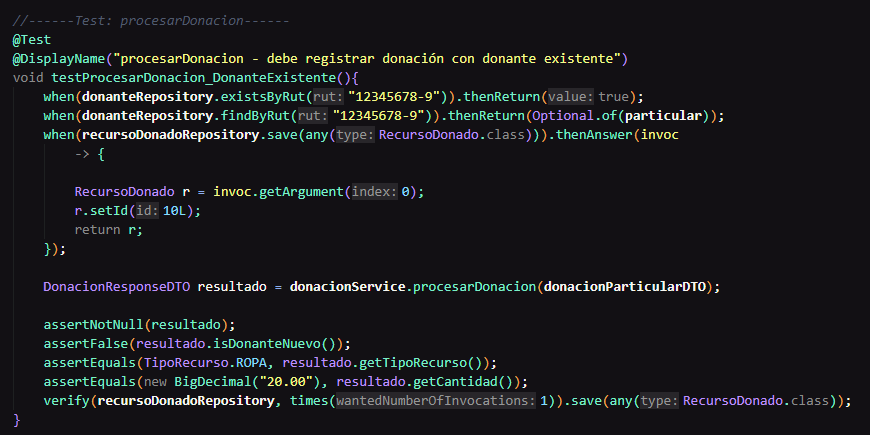 //------Test: procesarDonacion------
@Test
@DisplayName("procesarDonacion - debe registrar donación con donante existente")
void testProcesarDonacion_DonanteExistente(){
when(donanteRepository.existsByRut(rut: "12345678-9")).thenReturn(value: true);
when(donanteRepository.findByRut(rut: "12345678-9")).thenReturn(Optional.of(particular));
when(recursoDonadoRepository.save(any(type: RecursoDonado.class))).thenAnswer(invoc
-> {
RecursoDonado r = invoc.getArgument(index: 0);
r.setId(id: 10L);
return r;
});
DonacionResponseDTO resultado = donacionService.procesarDonacion(donacionParticularDTO);
assertNotNull(resultado);
assertFalse(resultado.isDonanteNuevo());
assertEquals(TipoRecurso.ROPA, resultado.getTipoRecurso());
assertEquals(new BigDecimal("20.00"), resultado.getCantidad());
verify(recursoDonadoRepository, times(wantedNumberOfInvocations: 1)).save(any(type: RecursoDonado.class));
}